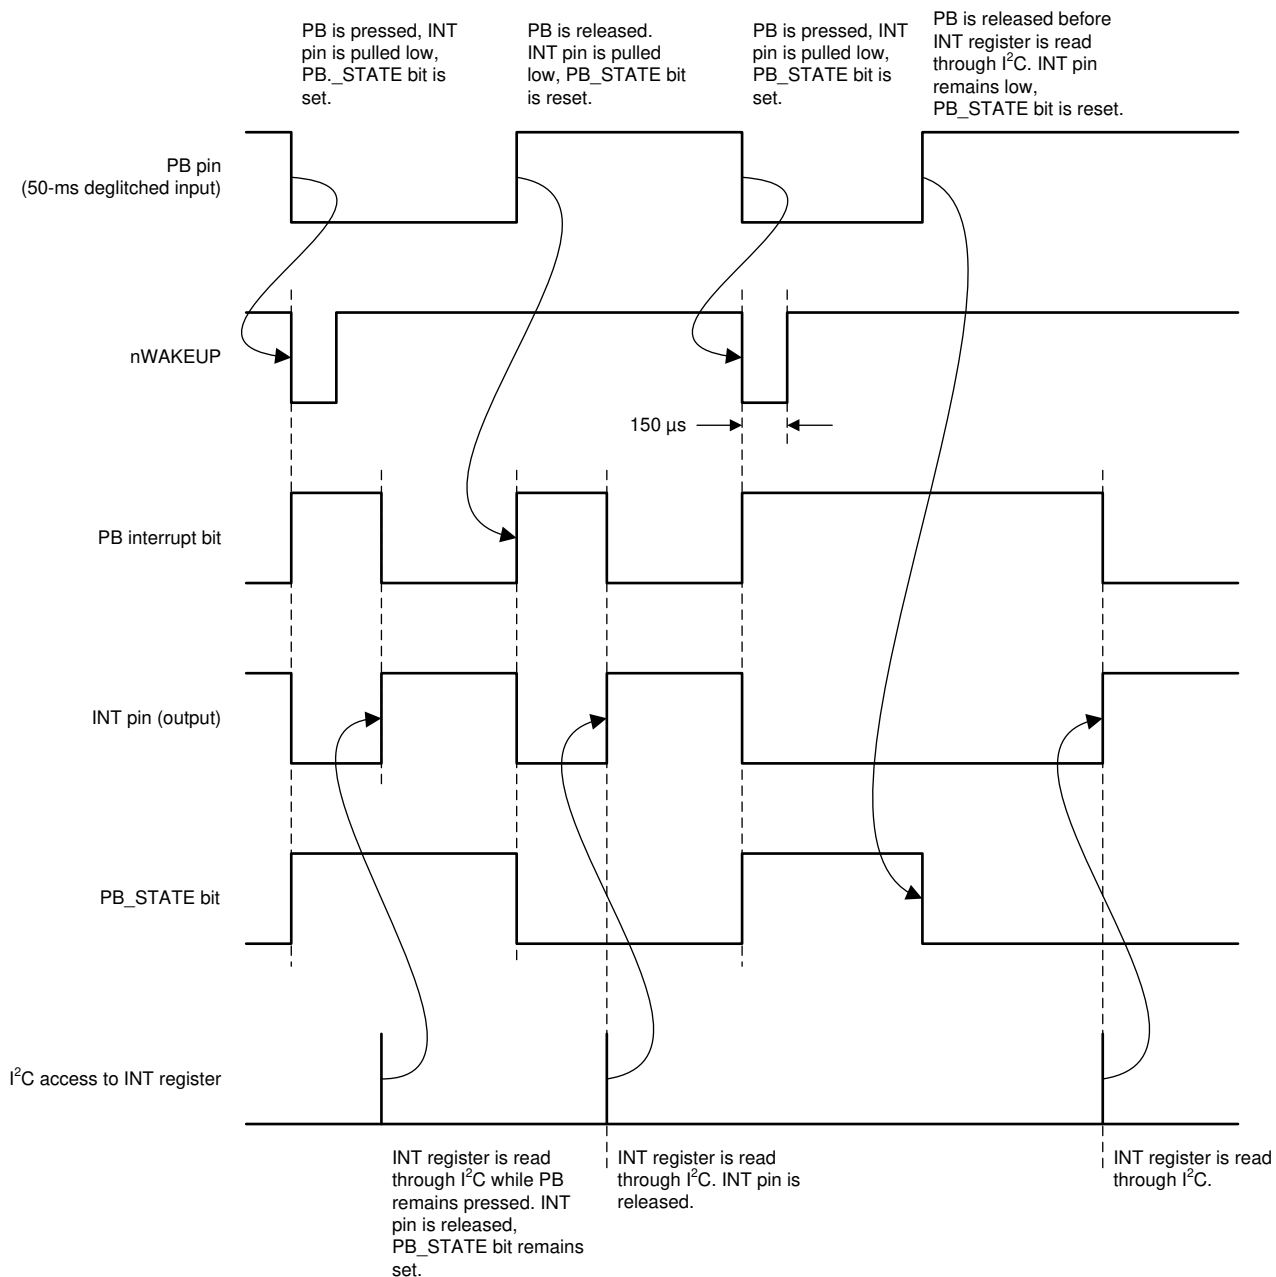 PB is pressed, INT
pin is pulled low,
PB._STATE bit is
set.
PB is released.
INT pin is pulled
low, PB_STATE bit
is reset.
PB is pressed, INT
pin is pulled low,
PB_STATE bit is
set.
PB is released before
INT register is read
through I²C. INT pin
remains low,
PB_STATE bit is reset.
PB pin
(50-ms deglitched input)
nWAKEUP
150 µs
PB interrupt bit
INT pin (output)
PB_STATE bit
I²C access to INT register
INT register is read
through I²C while PB
remains pressed. INT
pin is released,
PB_STATE bit remains
set.
INT register is read
through I²C. INT pin is
released.
INT register is read
through I²C.